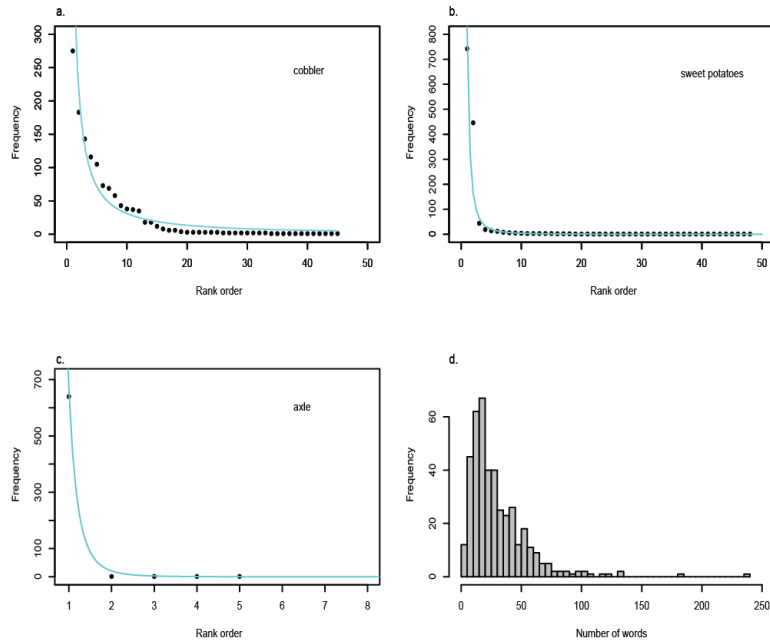 a.
300
250
200
150
100
50
0
Frequency
cobbler
0 10 20 30 40 50
Rank order
b.
800
700
600
500
400
300
200
100
0
Frequency
sweet potatoes
0 10 20 30 40 50
Rank order
c.
700
500
300
100
0
Frequency
axle
1 2 3 4 5 6 7 8
Rank order
d.
60
40
20
0
Frequency
0 50 100 150 200 250
Number of words